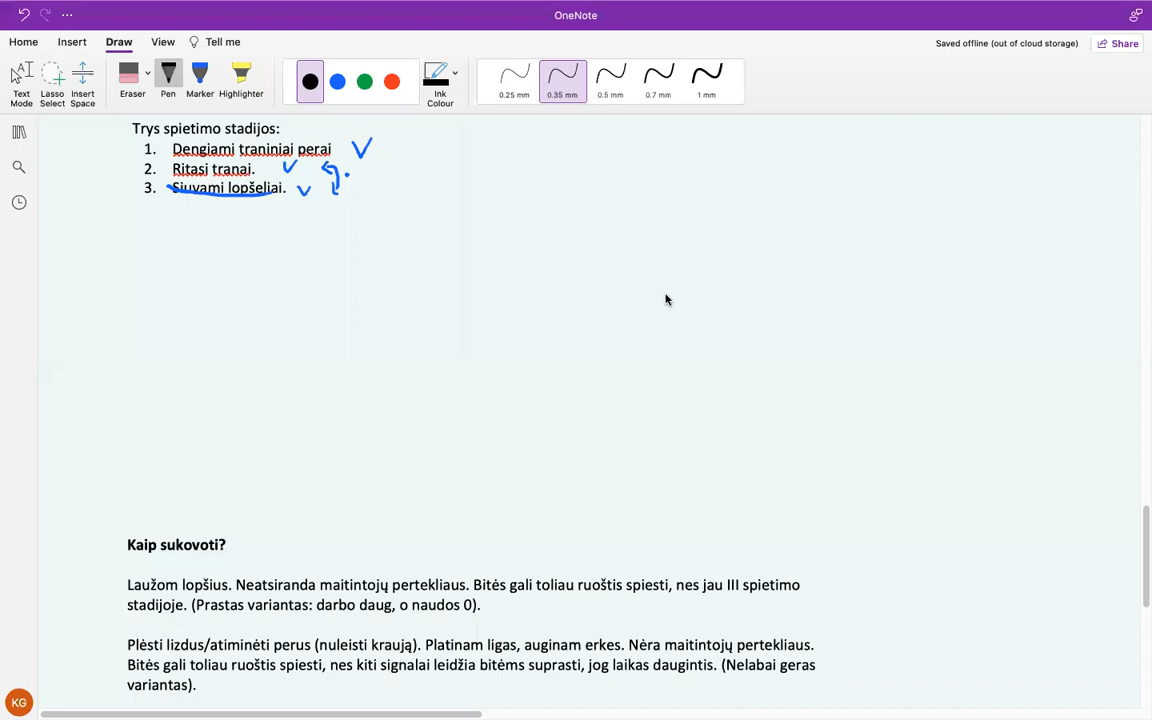 OneNote
Home Insert Draw View Tell me
Saved offline (out of cloud storage) Share
Text Mode
Lasso Select
Insert Space
Eraser
Pen
Marker
Highlighter
Ink Colour
0.25 mm
0.35 mm
0.5 mm
0.7 mm
1 mm
Trys spietimo stadijos:
1. Dengiami traniniai perai
2. Ritasi tranai.
3. Siuvami lopšeliai.
Kaip sukovoti?
Laužom lopšius. Neatsiranda maitintojų pertekliaus. Bitės gali toliau ruoštis spiesti, nes jau III spietimo
stadijoje. (Prastas variantas: darbo daug, o naudos 0).
Plėsti lizdus/atiminėti perus (nuleisti kraują). Platinam ligas, auginam erkes. Nėra maitintojų pertekliaus.
Bitės gali toliau ruoštis spiesti, nes kiti signalai leidžia bitėms suprasti, jog laikas daugintis. (Nelabai geras
variantas).
KG